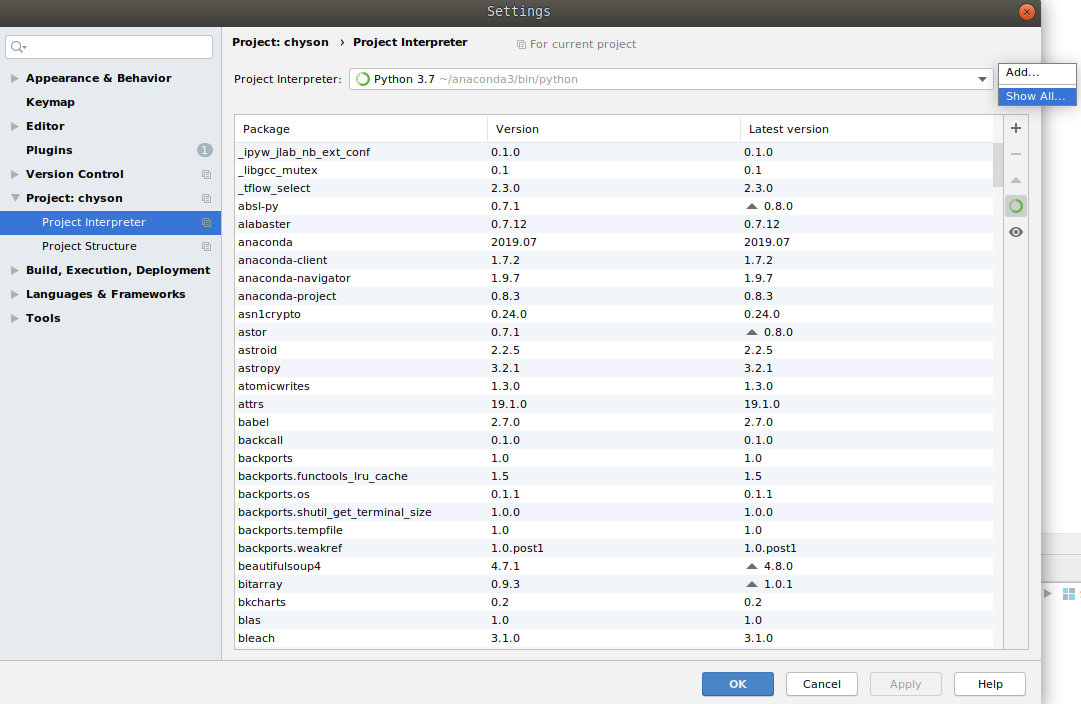 Settings
Project: chyson › Project Interpreter For current project
Appearance & Behavior
Keymap
Editor
Plugins 1
Version Control
Project: chyson
Project Interpreter
Project Structure
Build, Execution, Deployment
Languages & Frameworks
Tools
Project Interpreter: Python 3.7 ~/anaconda3/bin/python
Add...
Show All...
Package Version Latest version
_ipyw_jlab_nb_ext_conf 0.1.0 0.1.0
_libgcc_mutex 0.1 0.1
_tflow_select 2.3.0 2.3.0
absl-py 0.7.1 0.8.0
alabaster 0.7.12 0.7.12
anaconda 2019.07 2019.07
anaconda-client 1.7.2 1.7.2
anaconda-navigator 1.9.7 1.9.7
anaconda-project 0.8.3 0.8.3
asn1crypto 0.24.0 0.24.0
astor 0.7.1 0.8.0
astroid 2.2.5 2.2.5
astropy 3.2.1 3.2.1
atomicwrites 1.3.0 1.3.0
attrs 19.1.0 19.1.0
babel 2.7.0 2.7.0
backcall 0.1.0 0.1.0
backports 1.0 1.0
backports.functools_lru_cache 1.5 1.5
backports.os 0.1.1 0.1.1
backports.shutil_get_terminal_size 1.0.0 1.0.0
backports.tempfile 1.0 1.0
backports.weakref 1.0.post1 1.0.post1
beautifulsoup4 4.7.1 4.8.0
bitarray 0.9.3 1.0.1
bkcharts 0.2 0.2
blas 1.0 1.0
bleach 3.1.0 3.1.0
OK Cancel Apply Help